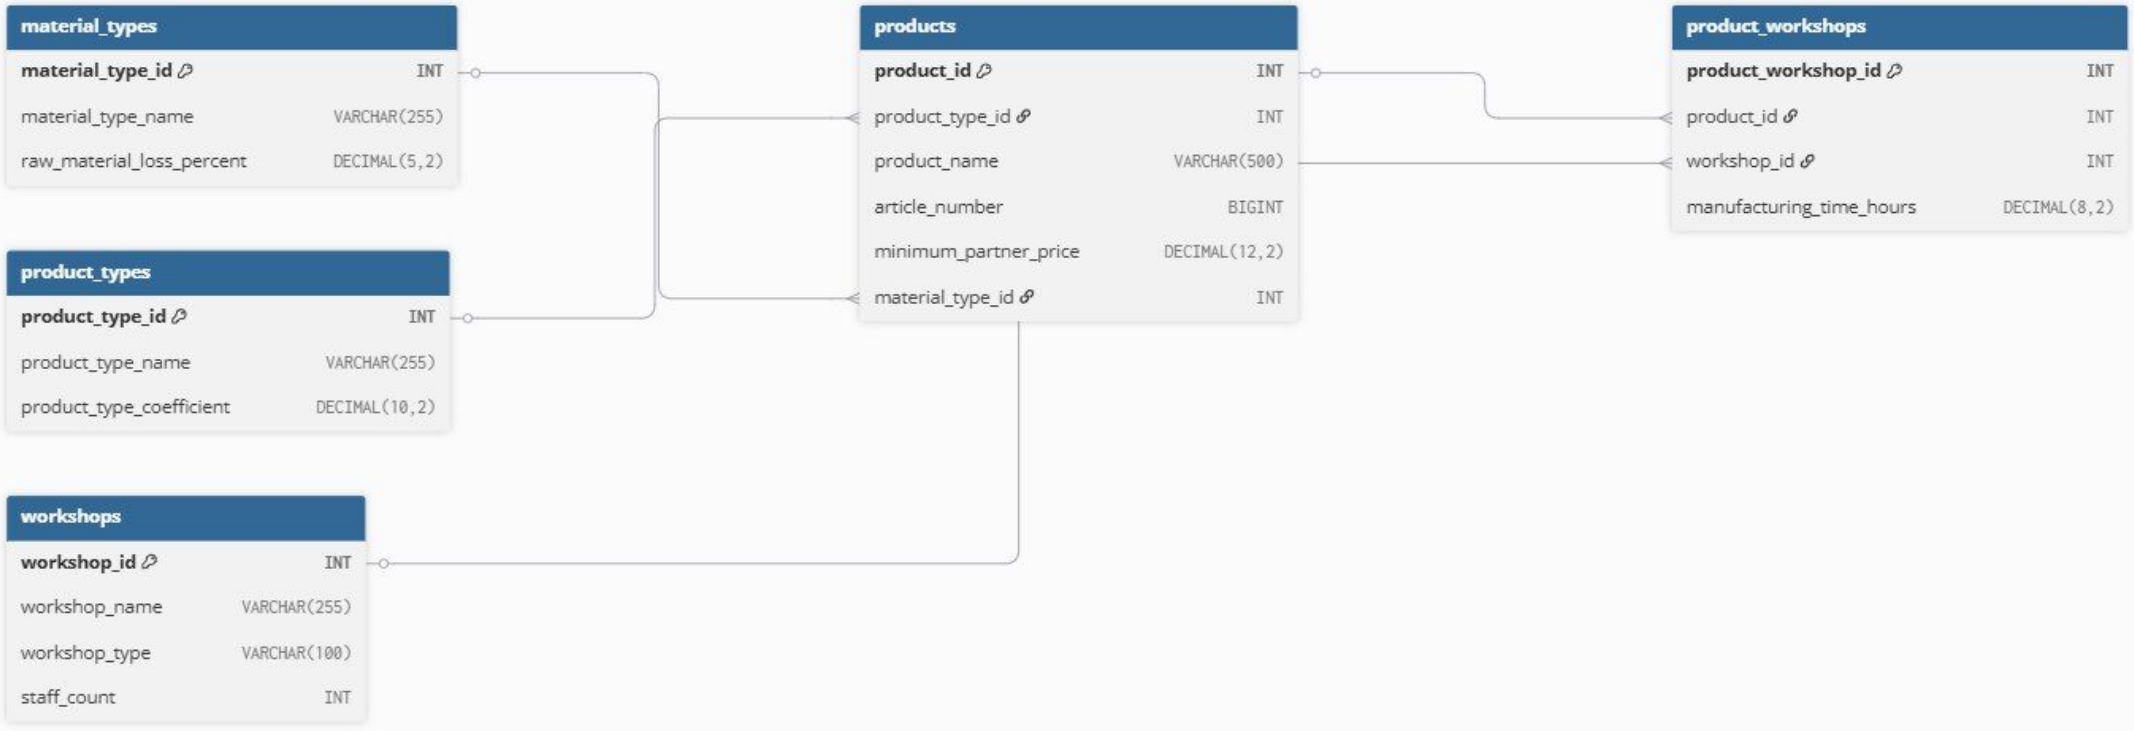 material_types
material_type_id INT
material_type_name VARCHAR(255)
raw_material_loss_percent DECIMAL(5,2)
product_types
product_type_id INT
product_type_name VARCHAR(255)
product_type_coefficient DECIMAL(10,2)
workshops
workshop_id INT
workshop_name VARCHAR(255)
workshop_type VARCHAR(100)
staff_count INT
products
product_id INT
product_type_id INT
product_name VARCHAR(500)
article_number BIGINT
minimum_partner_price DECIMAL(12,2)
material_type_id INT
product_workshops
product_workshop_id INT
product_id INT
workshop_id INT
manufacturing_time_hours DECIMAL(8,2)